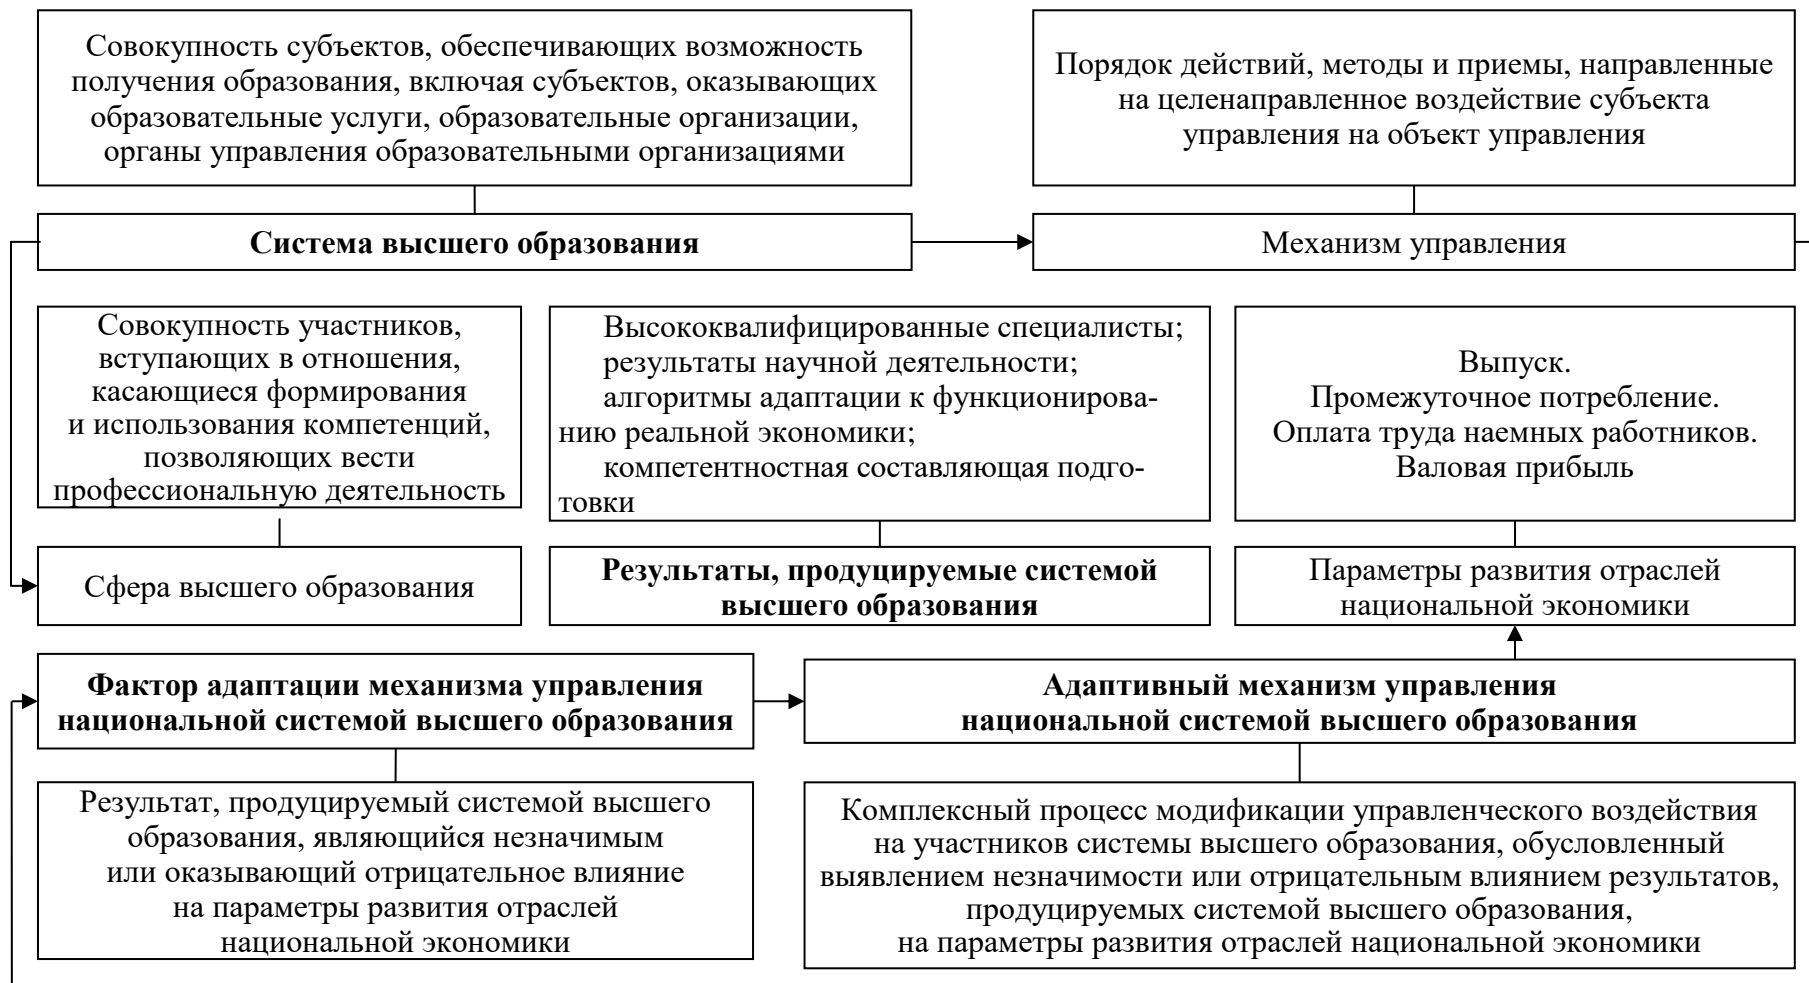 Совокупность субъектов, обеспечивающих возможность
получения образования, включая субъектов, оказывающих
образовательные услуги, образовательные организации,
органы управления образовательными организациями
Порядок действий, методы и приемы, направленные
на целенаправленное воздействие субъекта
управления на объект управления
Система высшего образования
Механизм управления
Совокупность участников,
вступающих в отношения,
касающиеся формирования
и использования компетенций,
позволяющих вести
профессиональную деятельность
Высококвалифицированные специалисты;
результаты научной деятельности;
алгоритмы адаптации к функционирова-
нию реальной экономики;
компетентностная составляющая подго-
товки
Выпуск.
Промежуточное потребление.
Оплата труда наемных работников.
Валовая прибыль
Сфера высшего образования
Результаты, продуцируемые системой
высшего образования
Параметры развития отраслей
национальной экономики
Фактор адаптации механизма управления
национальной системой высшего образования
Адаптивный механизм управления
национальной системой высшего образования
Результат, продуцируемый системой высшего
образования, являющийся незначимым
или оказывающий отрицательное влияние
на параметры развития отраслей
национальной экономики
Комплексный процесс модификации управленческого воздействия
на участников системы высшего образования, обусловленный
выявлением незначимости или отрицательным влиянием результатов,
продуцируемых системой высшего образования,
на параметры развития отраслей национальной экономики